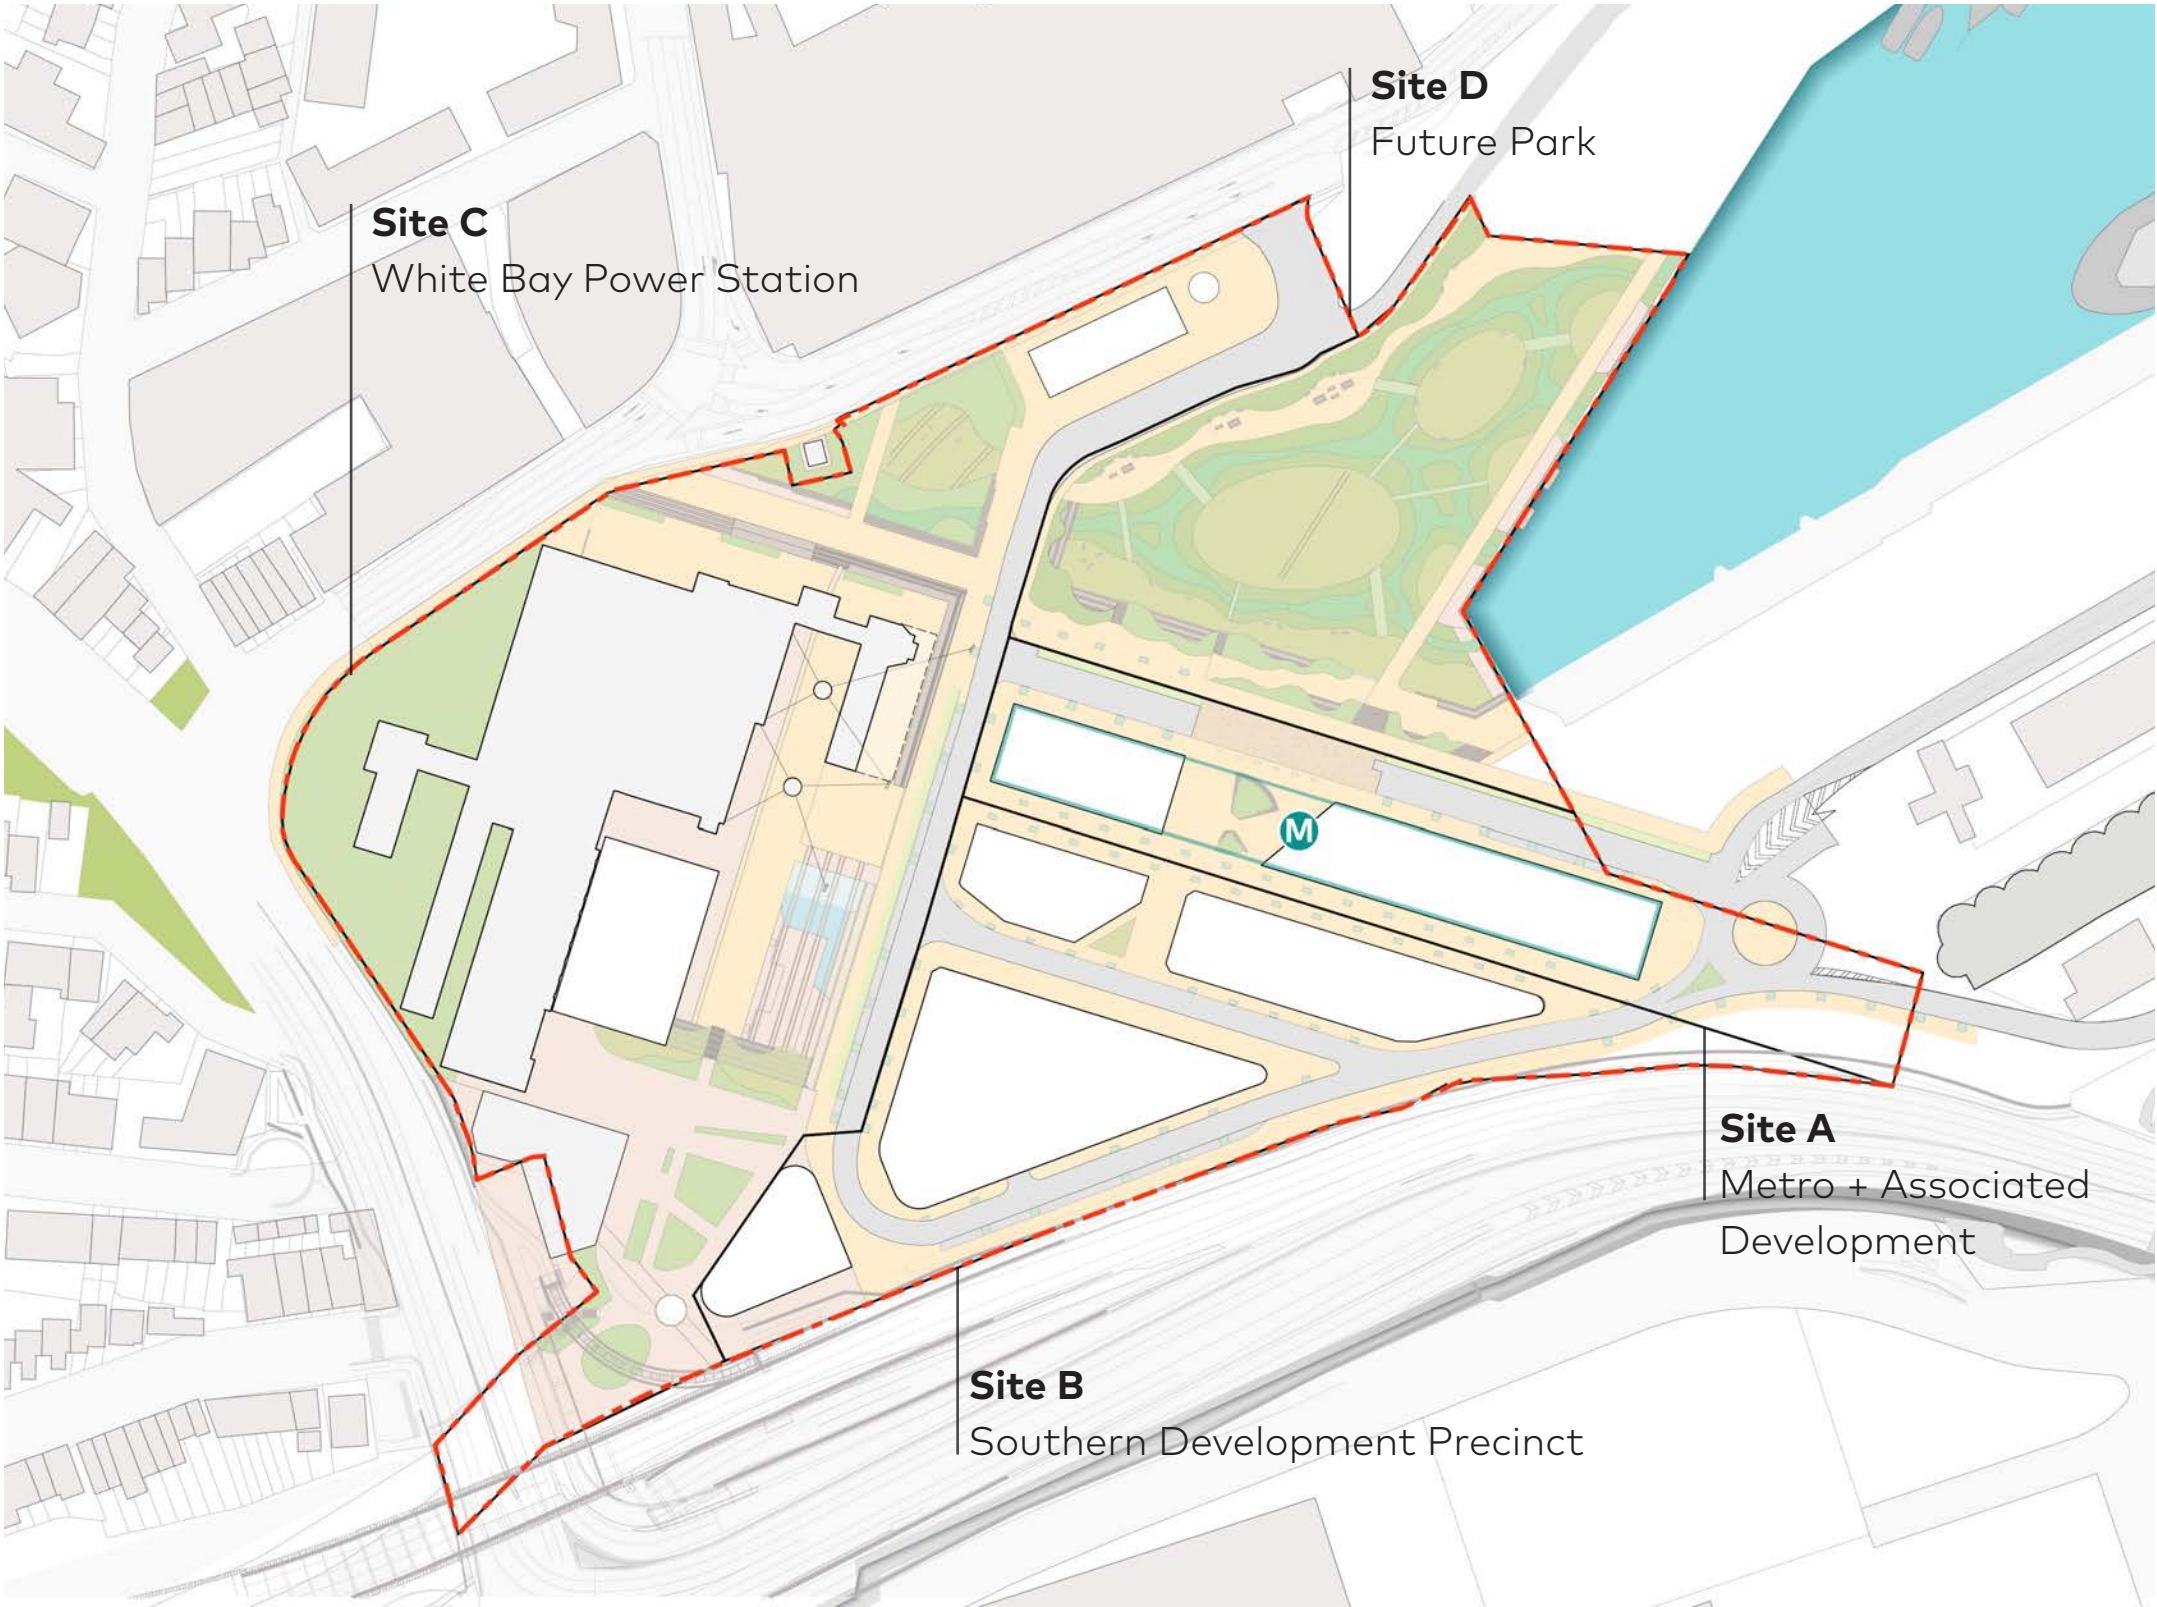 Site D
Future Park
Site C
White Bay Power Station
M
Site A
Metro + Associated
Development
Site B
Southern Development Precinct